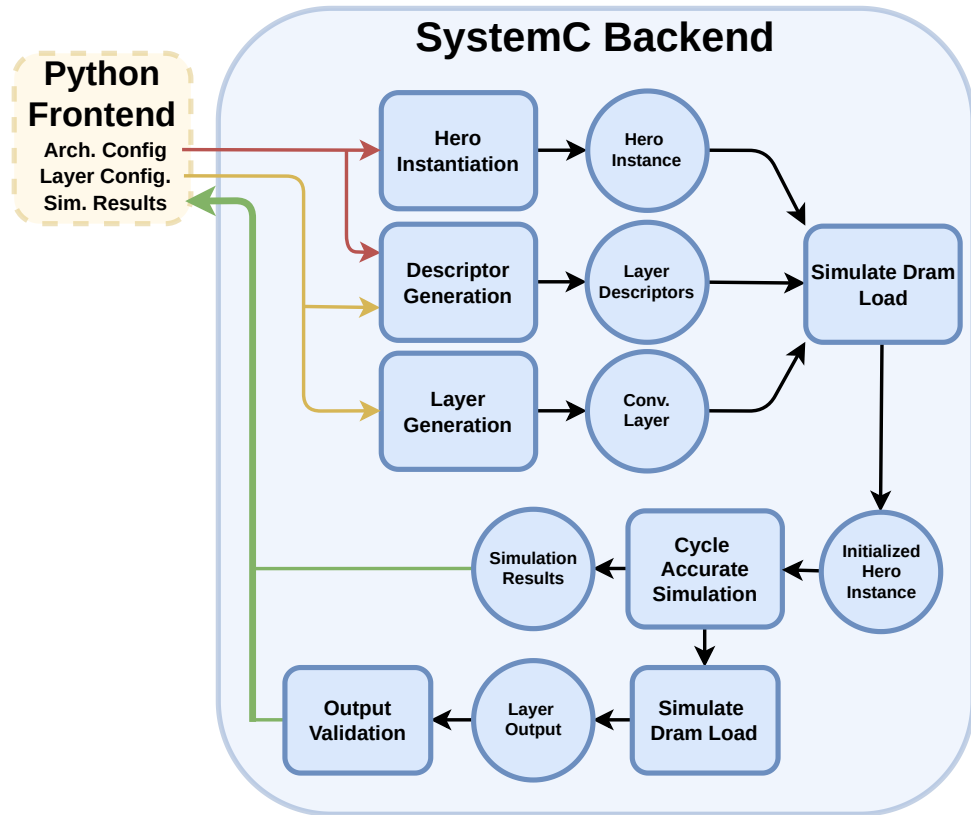 SystemC Backend
Python
Frontend
Arch. Config
Layer Config.
Sim. Results
Hero
Instantiation
Hero
Instance
Descriptor
Generation
Layer
Descriptors
Simulate Dram
Load
Layer
Generation
Conv.
Layer
Simulation
Results
Cycle
Accurate
Simulation
Initialized
Hero
Instance
Output
Validation
Layer
Output
Simulate
Dram Load